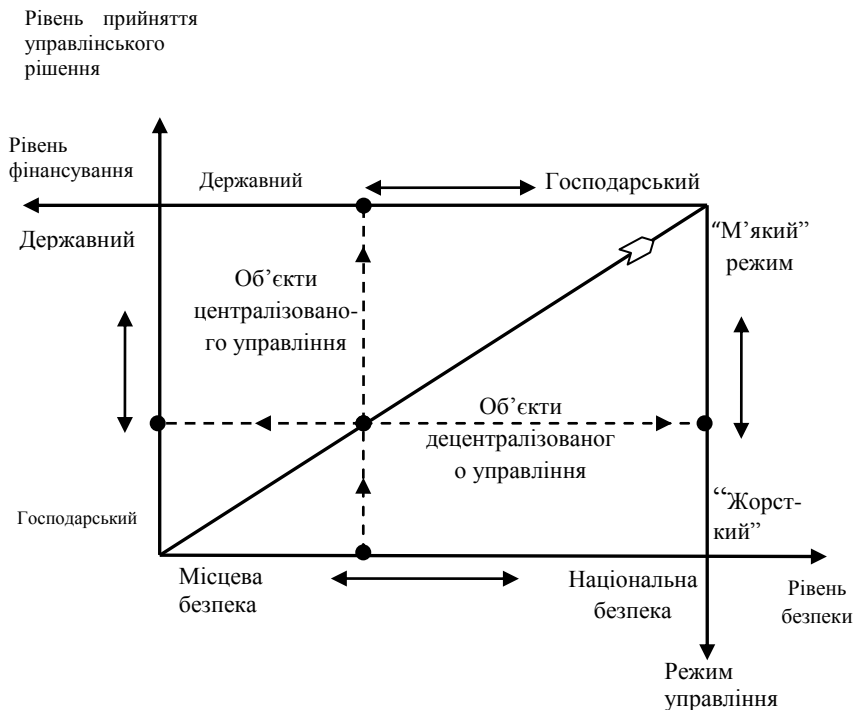 Рівень прийняття
управлінського
рішення
Рівень
фінансування
Державний
Господарський
Державний
“М’який”
режим
Об’єкти
централізовано-
го управління
Об’єкти
децентралізованог
о управління
Господарський
“Жорст-
кий”
Місцева
безпека
Національна
безпека
Рівень
безпеки
Режим
управління